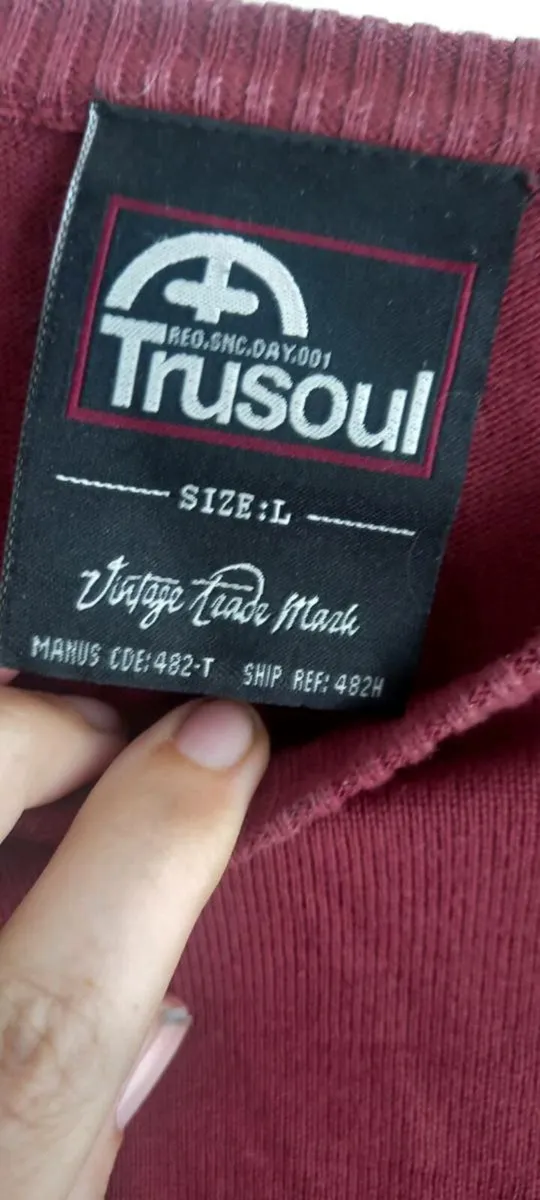 REG.SNC.DAY.001
Trusoul
SIZE:L
Vintage Trade Mark
MANUS CDE:482-T SHIP REF: 482H